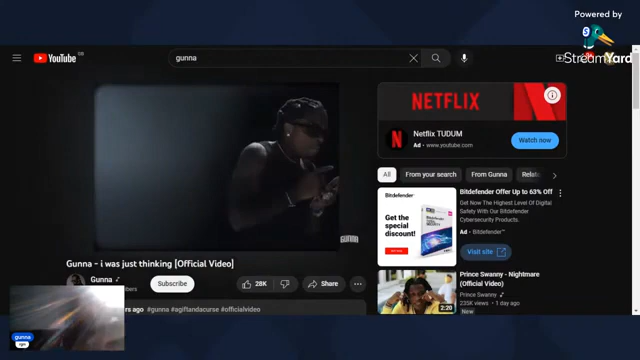 Powered by
StreamYard
YouTube
gunna
NETFLIX
Netflix TUDUM
Ad • www.youtube.com
Watch now
All
From your search
From Gunna
Relat
Bitdefender
Get the special discount!
Bitdefender Offer Up to 63% Off
Get Now The Highest Level Of Digital Safety With Our Bitdefender Cybersecurity Products.
Ad • Bitdefender
Visit site
GUNNA
Gunna - i was just thinking [Official Video]
Gunna
Subscribe
28K
Share
#gunna #agiftandacurse #officialvideo
Prince Swanny - Nightmare (Official Video)
Prince Swanny
235K views • 1 day ago
New
2:20
gunna